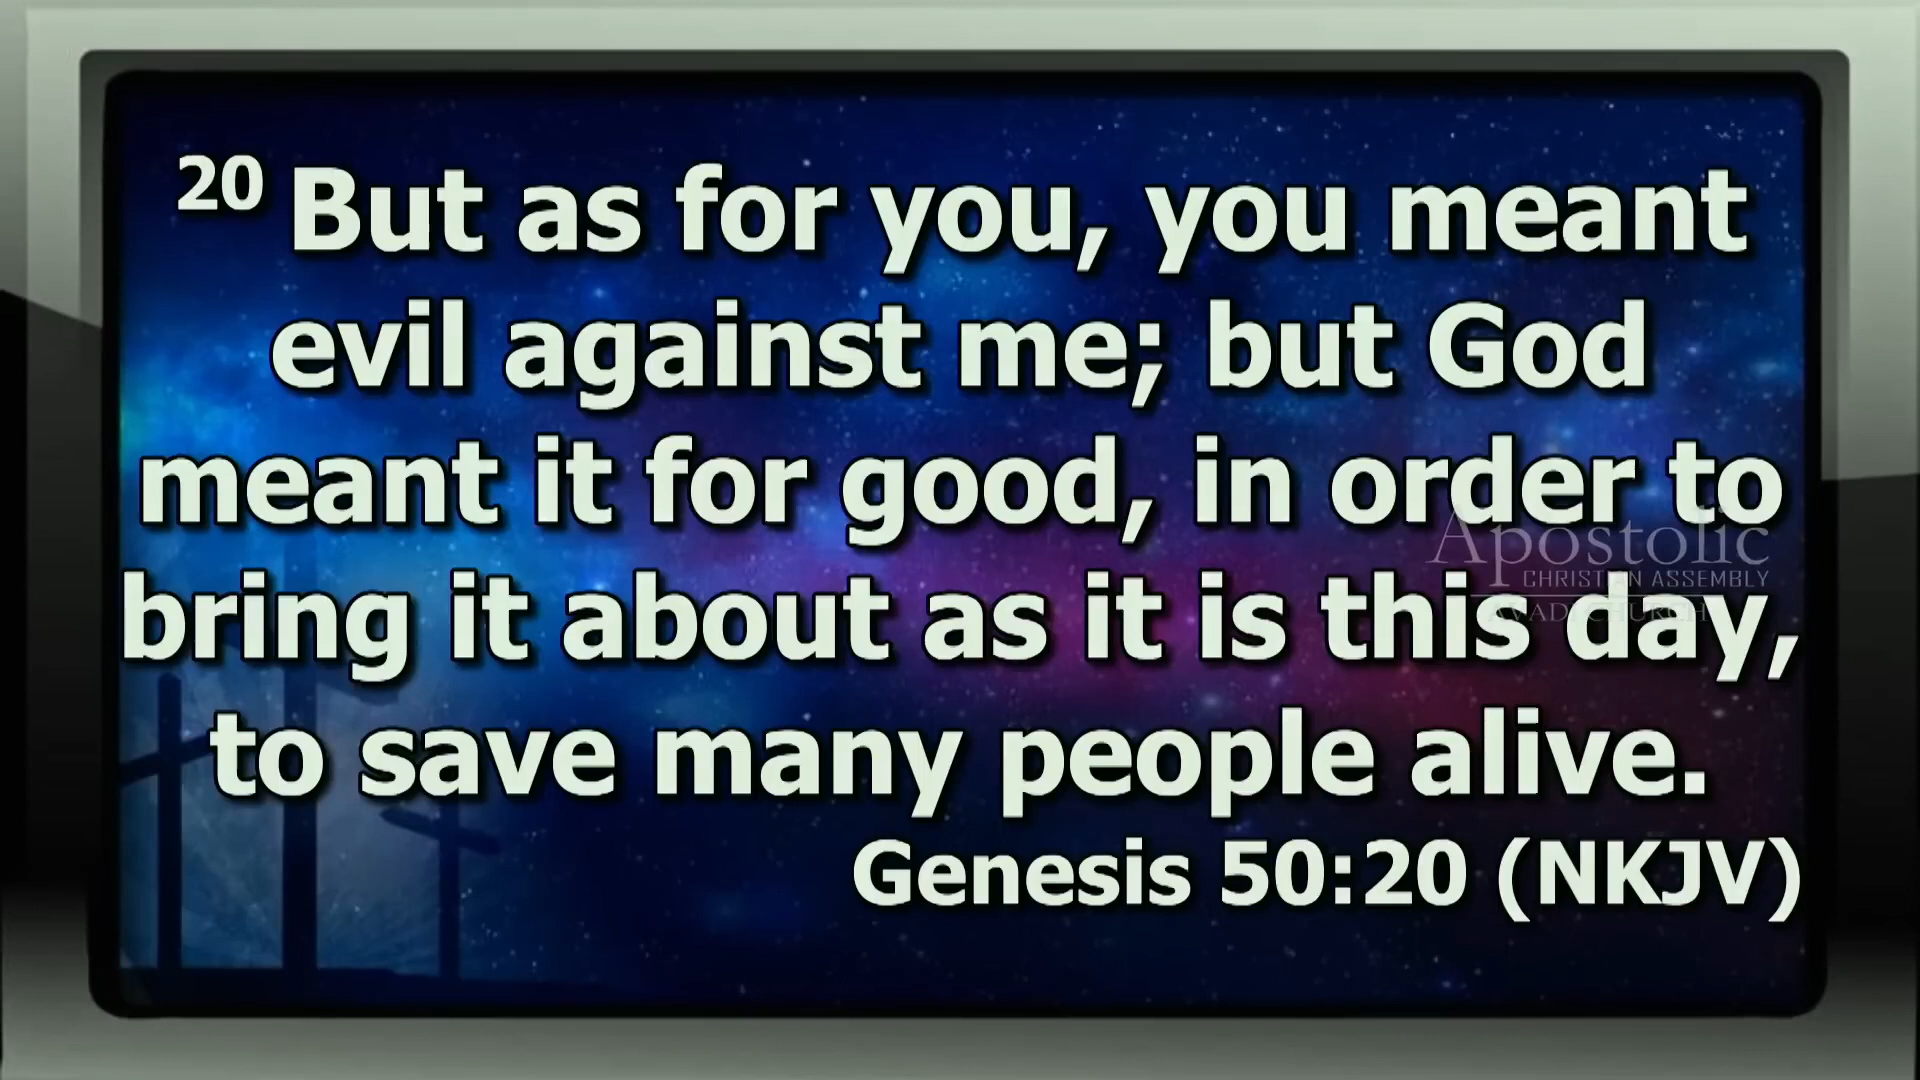 20 But as for you, you meant
evil against me; but God
meant it for good, in order to
bring it about as it is this day,
to save many people alive.
Genesis 50:20 (NKJV)
Apostolic
CHRISTIAN ASSEMBLY
AVADI CHURCH